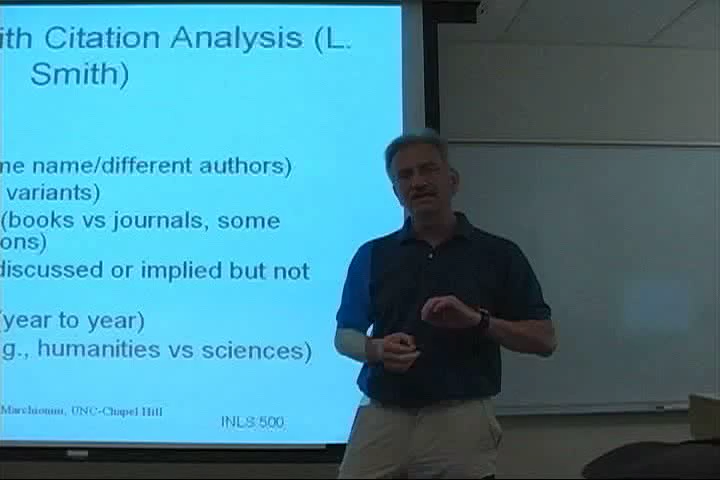 ith Citation Analysis (L.
Smith)
me name/different authors)
variants)
(books vs journals, some
ons)
discussed or implied but not
(year to year)
g., humanities vs sciences)
Marchionini, UNC-Chapel Hill
INLS 500